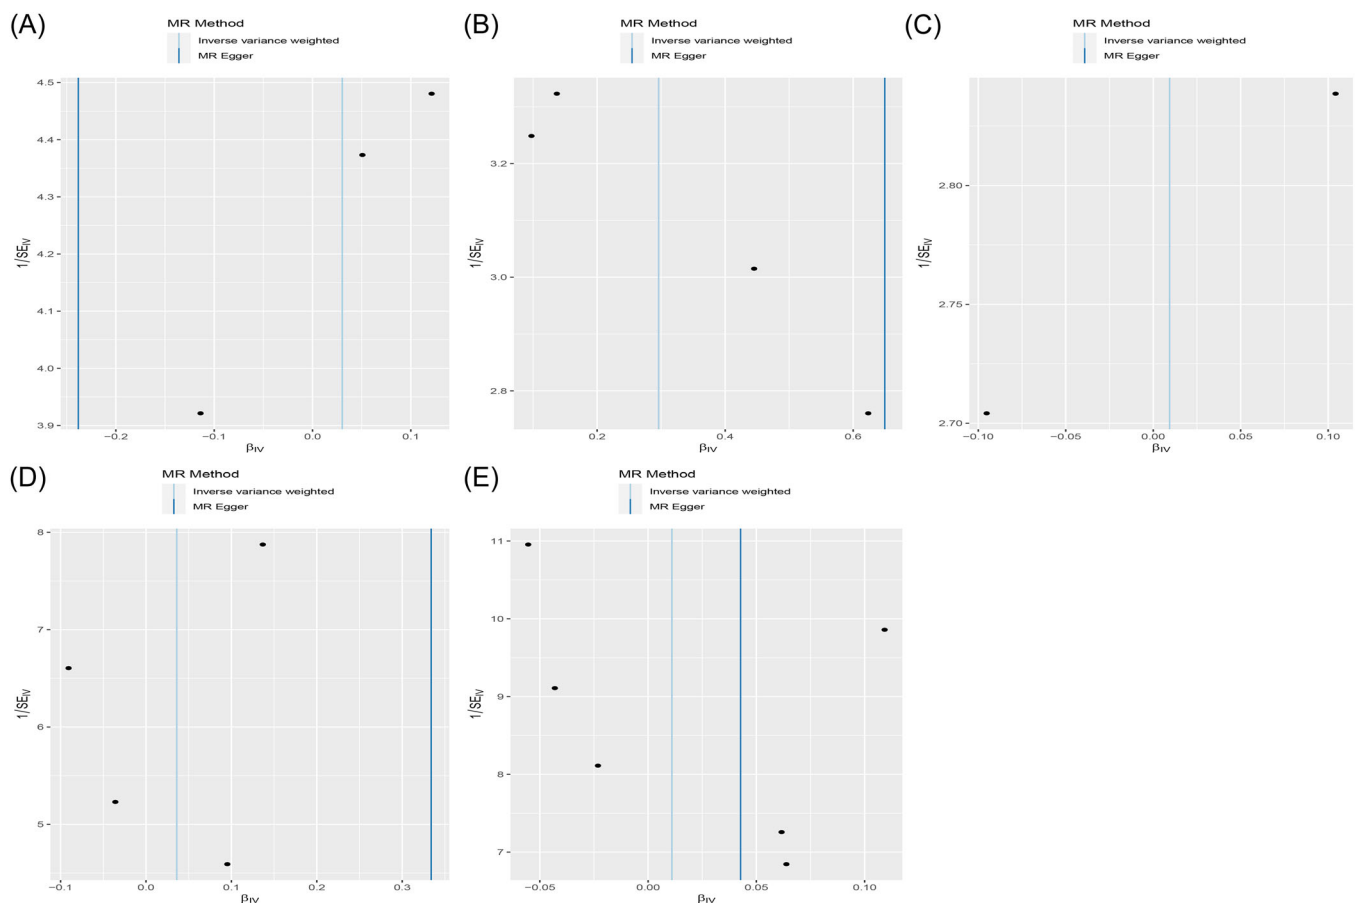 (A)
MR Method
Inverse variance weighted
MR Egger
4.5
4.4
4.3
4.2
4.1
4.0
3.9
1/SEIV
−0.2
−0.1
0.0
0.1
βIV
(B)
MR Method
Inverse variance weighted
MR Egger
3.2
3.0
2.8
1/SEIV
0.2
0.4
0.6
βIV
(C)
MR Method
Inverse variance weighted
MR Egger
2.80
2.75
2.70
1/SEIV
−0.10
−0.05
0.00
0.05
0.10
βIV
(D)
MR Method
Inverse variance weighted
MR Egger
8
7
6
5
1/SEIV
−0.1
0.0
0.1
0.2
0.3
βIV
(E)
MR Method
Inverse variance weighted
MR Egger
11
10
9
8
7
1/SEIV
−0.05
0.00
0.05
0.10
βIV